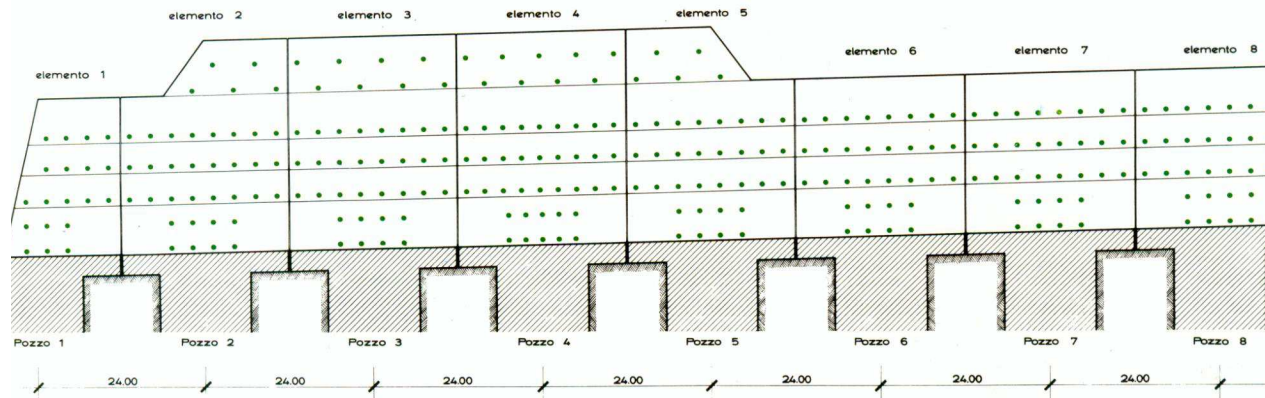 elemento 1
elemento 2
elemento 3
elemento 4
elemento 5
elemento 6
elemento 7
elemento 8
Pozzo 1
Pozzo 2
Pozzo 3
Pozzo 4
Pozzo 5
Pozzo 6
Pozzo 7
Pozzo 8
24.00
24.00
24.00
24.00
24.00
24.00
24.00